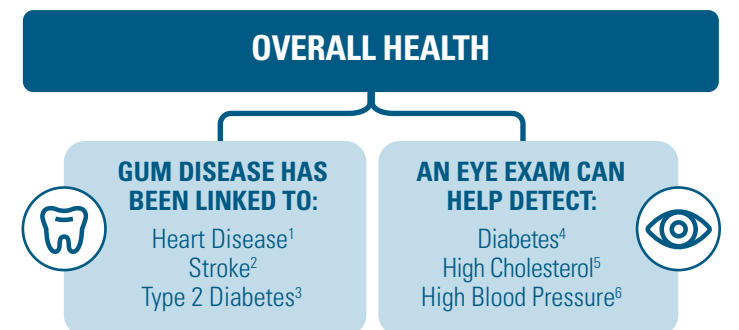 OVERALL HEALTH
GUM DISEASE HAS
BEEN LINKED TO:
Heart Disease¹
Stroke²
Type 2 Diabetes³
AN EYE EXAM CAN
HELP DETECT:
Diabetes⁴
High Cholesterol⁵
High Blood Pressure⁶